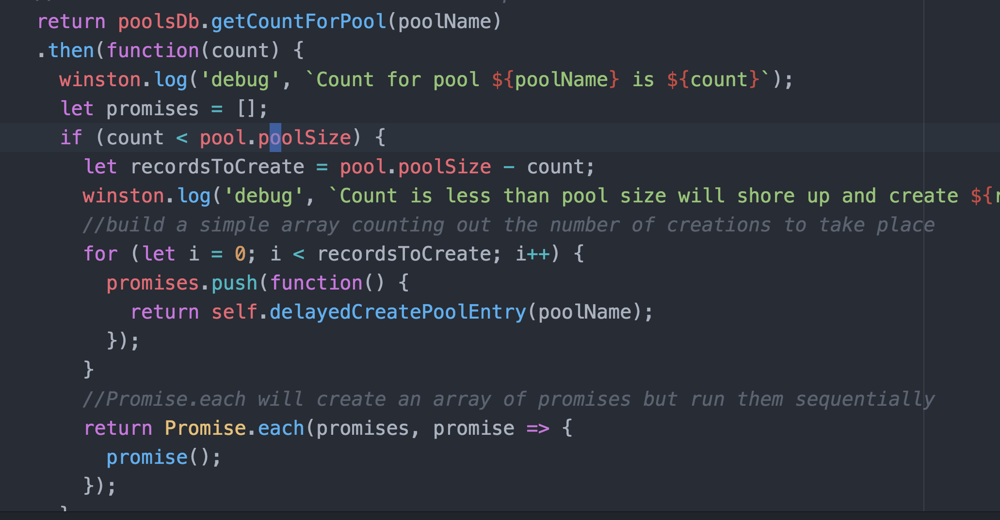 return poolsDb.getCountForPool(poolName)
.then(function(count) {
winston.log('debug', `Count for pool ${poolName} is ${count}`);
let promises = [];
if (count < pool.poolSize) {
let recordsToCreate = pool.poolSize - count;
winston.log('debug', `Count is less than pool size will shore up and create ${
//build a simple array counting out the number of creations to take place
for (let i = 0; i < recordsToCreate; i++) {
promises.push(function() {
return self.delayedCreatePoolEntry(poolName);
});
}
//Promise.each will create an array of promises but run them sequentially
return Promise.each(promises, promise => {
promise();
});
}